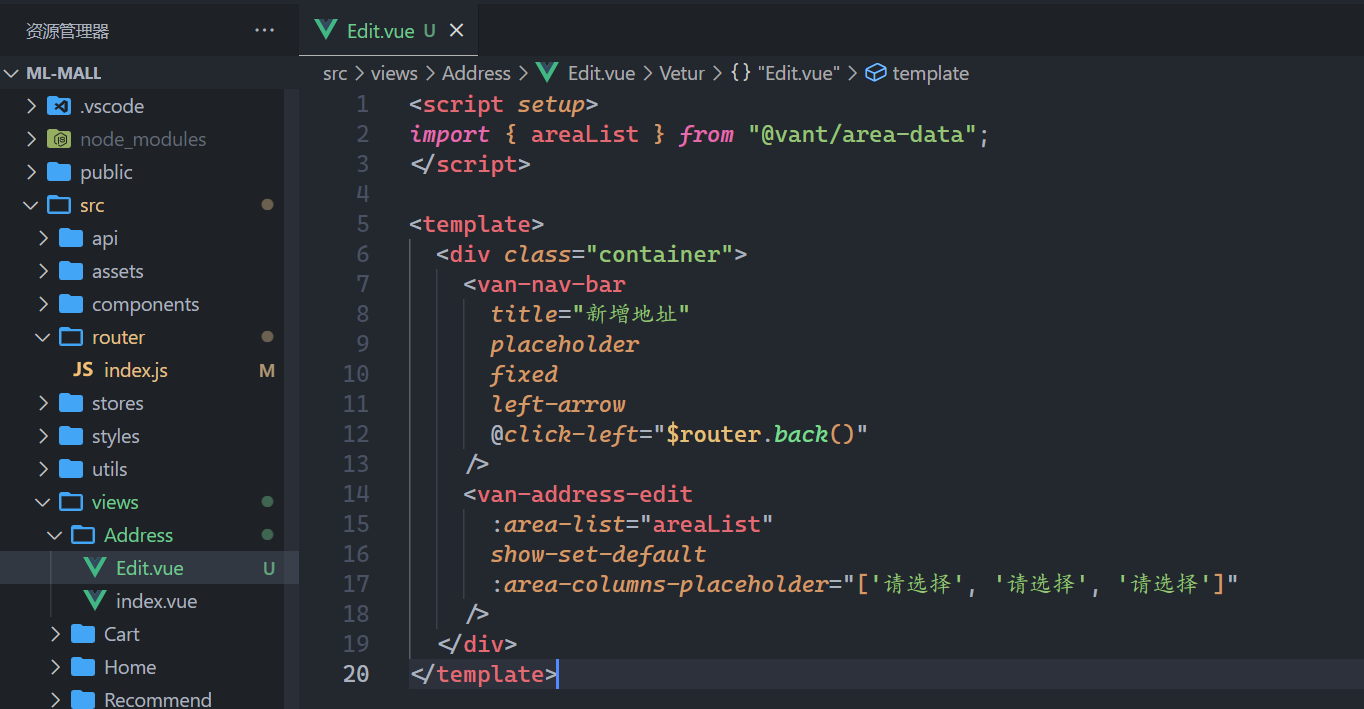 资源管理器
ML-MALL
.vscode
node_modules
public
src
api
assets
components
router
JS index.js M
stores
styles
utils
views
Address
Edit.vue U
index.vue
Cart
Home
Recommend
Edit.vue U
src > views > Address > Edit.vue > Vetur > {} "Edit.vue" > template
1 <script setup>
2 import { areaList } from "@vant/area-data";
3 </script>
4
5 <template>
6 <div class="container">
7 <van-nav-bar
8 title="新增地址"
9 placeholder
10 fixed
11 left-arrow
12 @click-left="$router.back()"
13 />
14 <van-address-edit
15 :area-list="areaList"
16 show-set-default
17 :area-columns-placeholder="['请选择', '请选择', '请选择']"
18 />
19 </div>
20 </template>